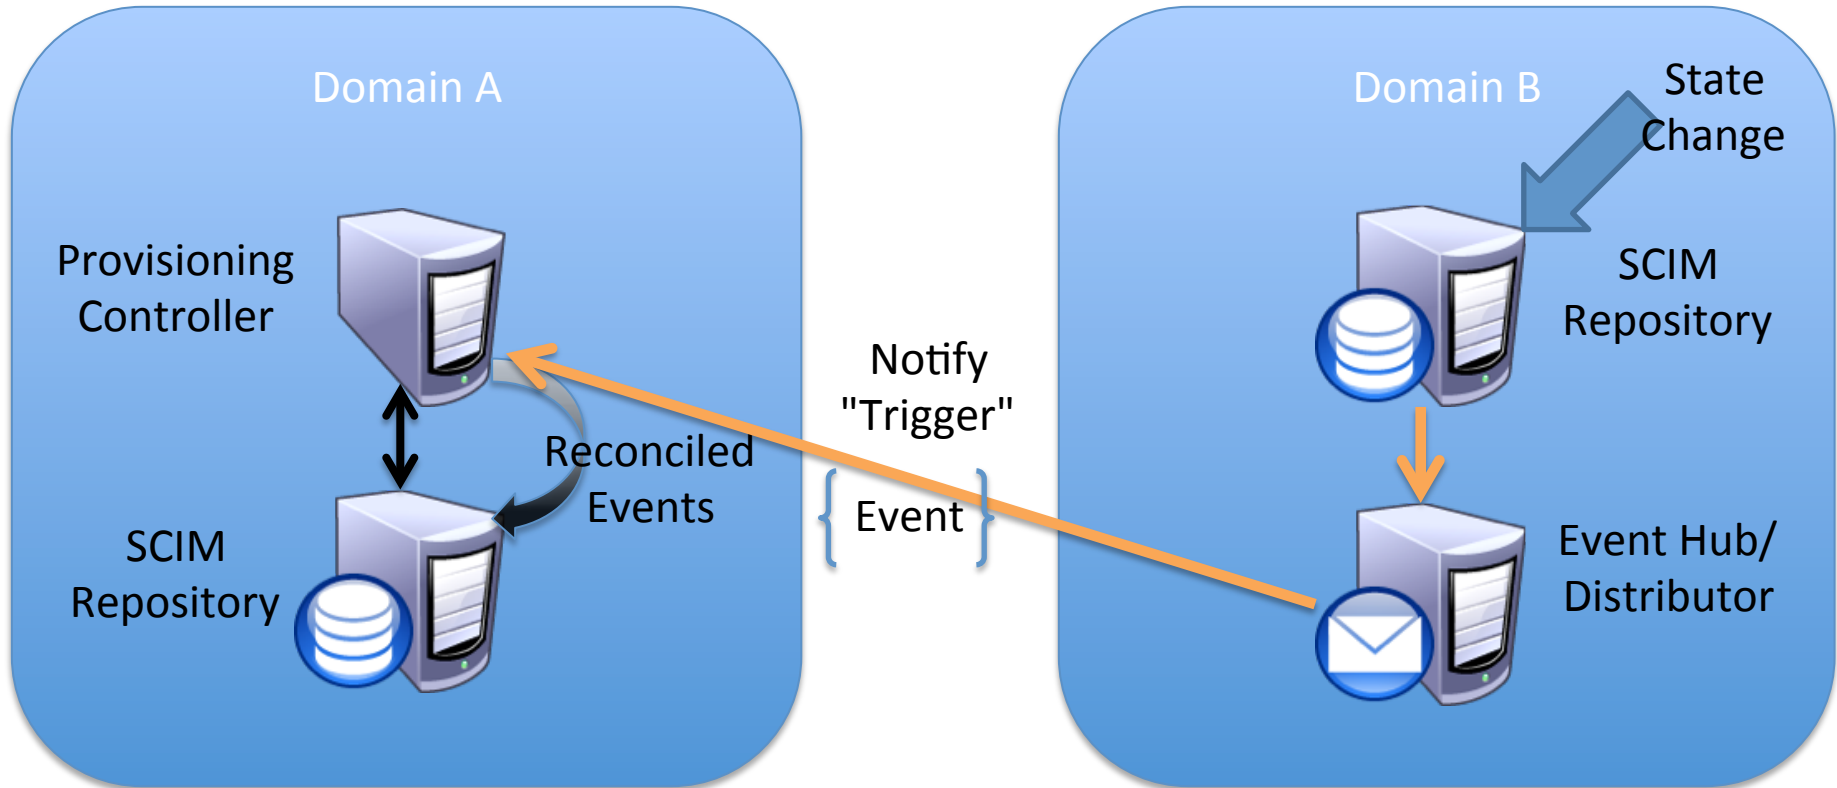 Domain A
Provisioning
Controller
Reconciled
Events
SCIM
Repository
Notify
"Trigger"
{ Event }
Domain B
State
Change
SCIM
Repository
Event Hub/
Distributor